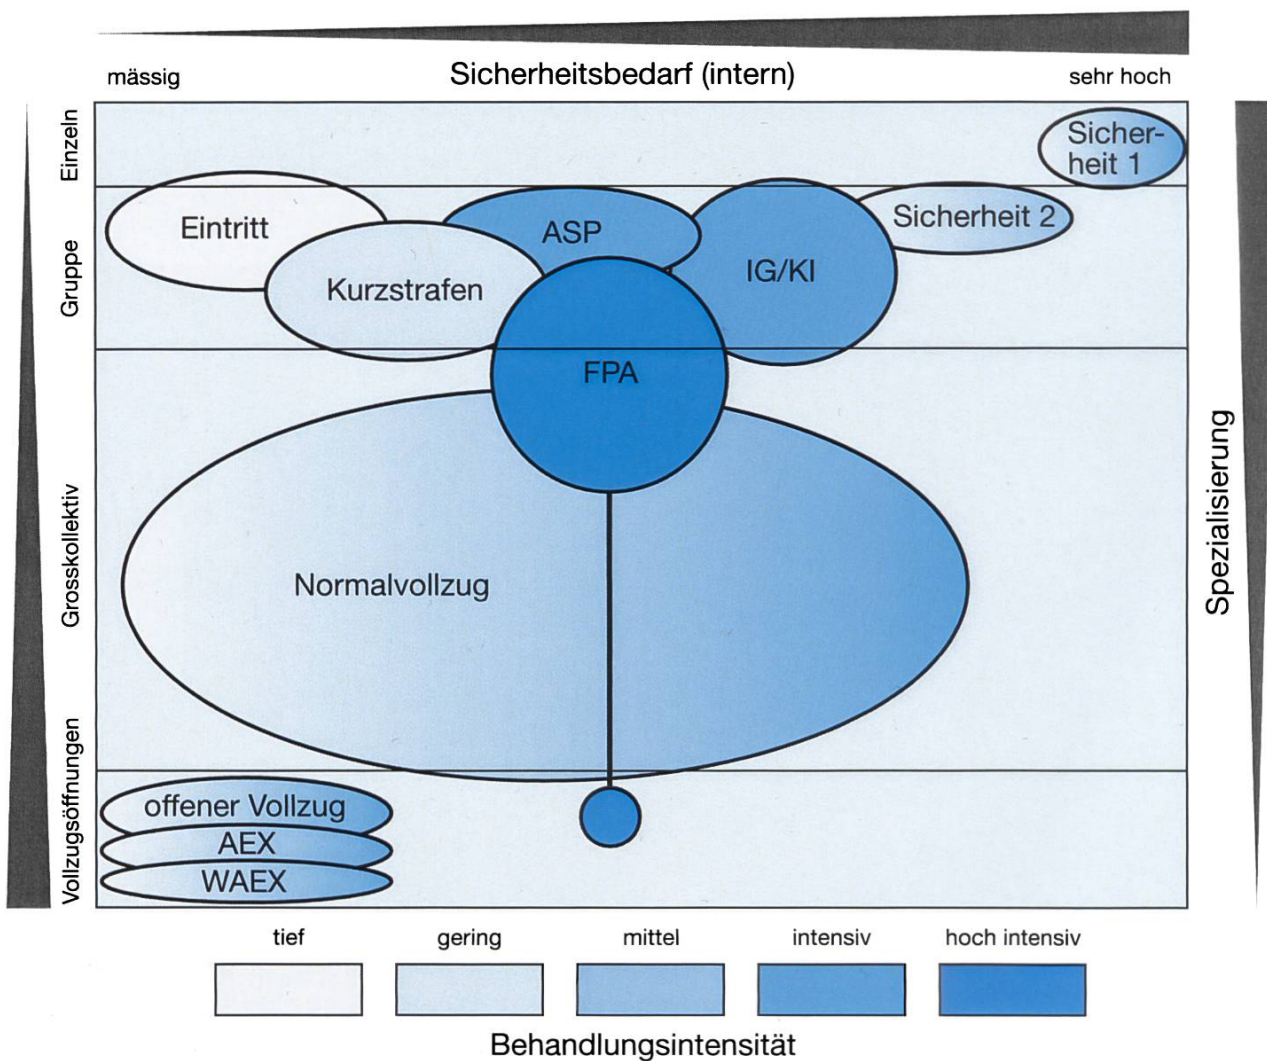 mässig
Sicherheitsbedarf (intern)
sehr hoch
Einzeln
Sicher-
heit 1
Gruppe
Eintritt
Kurzstrafen
ASP
IG/KI
Sicherheit 2
FPA
Grosskollektiv
Normalvollzug
Spezialisierung
Vollzugsöffnungen
offener Vollzug
AEX
WAEX
tief
gering
mittel
intensiv
hoch intensiv
Behandlungsintensität